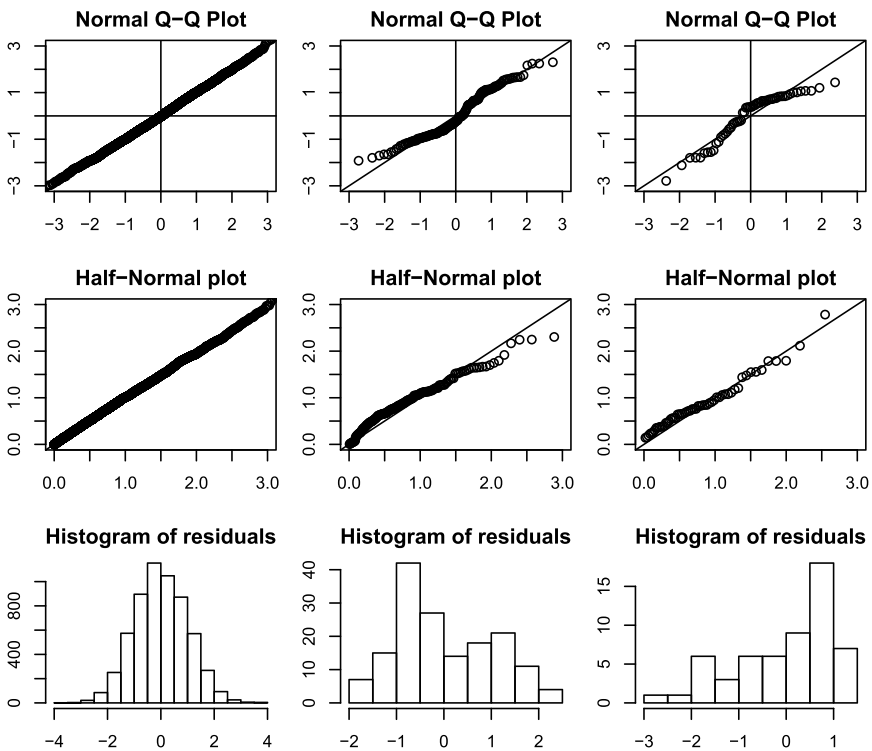 Normal Q−Q Plot
Normal Q−Q Plot
Normal Q−Q Plot
3
1
−1
−3
−3 −2 −1 0 1 2 3
3
1
−1
−3
−3 −2 −1 0 1 2 3
3
1
−1
−3
−3 −2 −1 0 1 2 3
Half−Normal plot
Half−Normal plot
Half−Normal plot
3.0
2.0
1.0
0.0
0.0 1.0 2.0 3.0
3.0
2.0
1.0
0.0
0.0 1.0 2.0 3.0
3.0
2.0
1.0
0.0
0.0 1.0 2.0 3.0
Histogram of residuals
Histogram of residuals
Histogram of residuals
800
400
0
−4 −2 0 2 4
40
30
20
10
0
−2 −1 0 1 2
15
10
5
0
−3 −2 −1 0 1